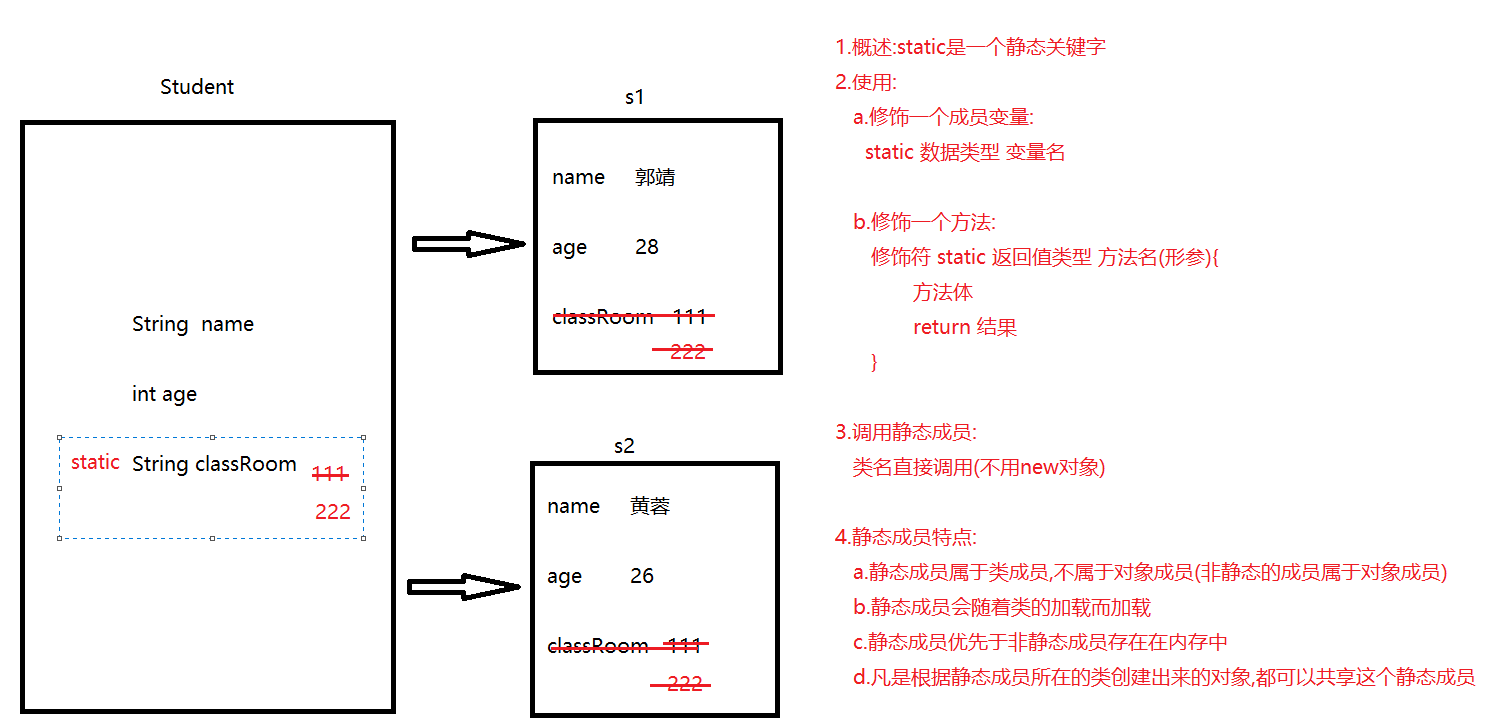 Student
String name
int age
static String classRoom 111
222
s1
name 郭靖
age 28
classRoom 111
222
s2
name 黄蓉
age 26
classRoom 111
222
1.概述:static是一个静态关键字
2.使用:
a.修饰一个成员变量:
static 数据类型 变量名
b.修饰一个方法:
修饰符 static 返回值类型 方法名(形参){
方法体
return 结果
}
3.调用静态成员:
类名直接调用(不用new对象)
4.静态成员特点:
a.静态成员属于类成员,不属于对象成员(非静态的成员属于对象成员)
b.静态成员会随着类的加载而加载
c.静态成员优先于非静态成员存在在内存中
d.凡是根据静态成员所在的类创建出来的对象,都可以共享这个静态成员